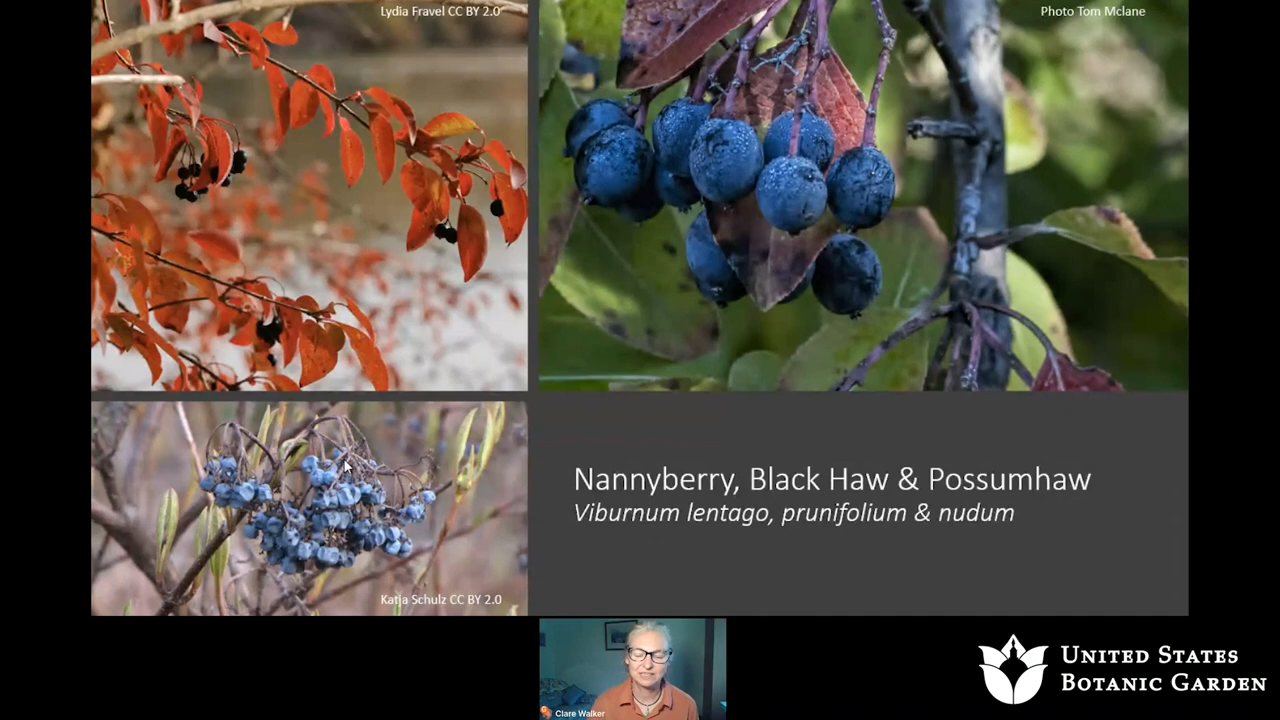 Lydia Fravel CC BY 2.0
Photo Tom Mclane
Nannyberry, Black Haw & Possumhaw
Viburnum lentago, prunifolium & nudum
Katja Schulz CC BY 2.0
Clare Walker
UNITED STATES
BOTANIC GARDEN